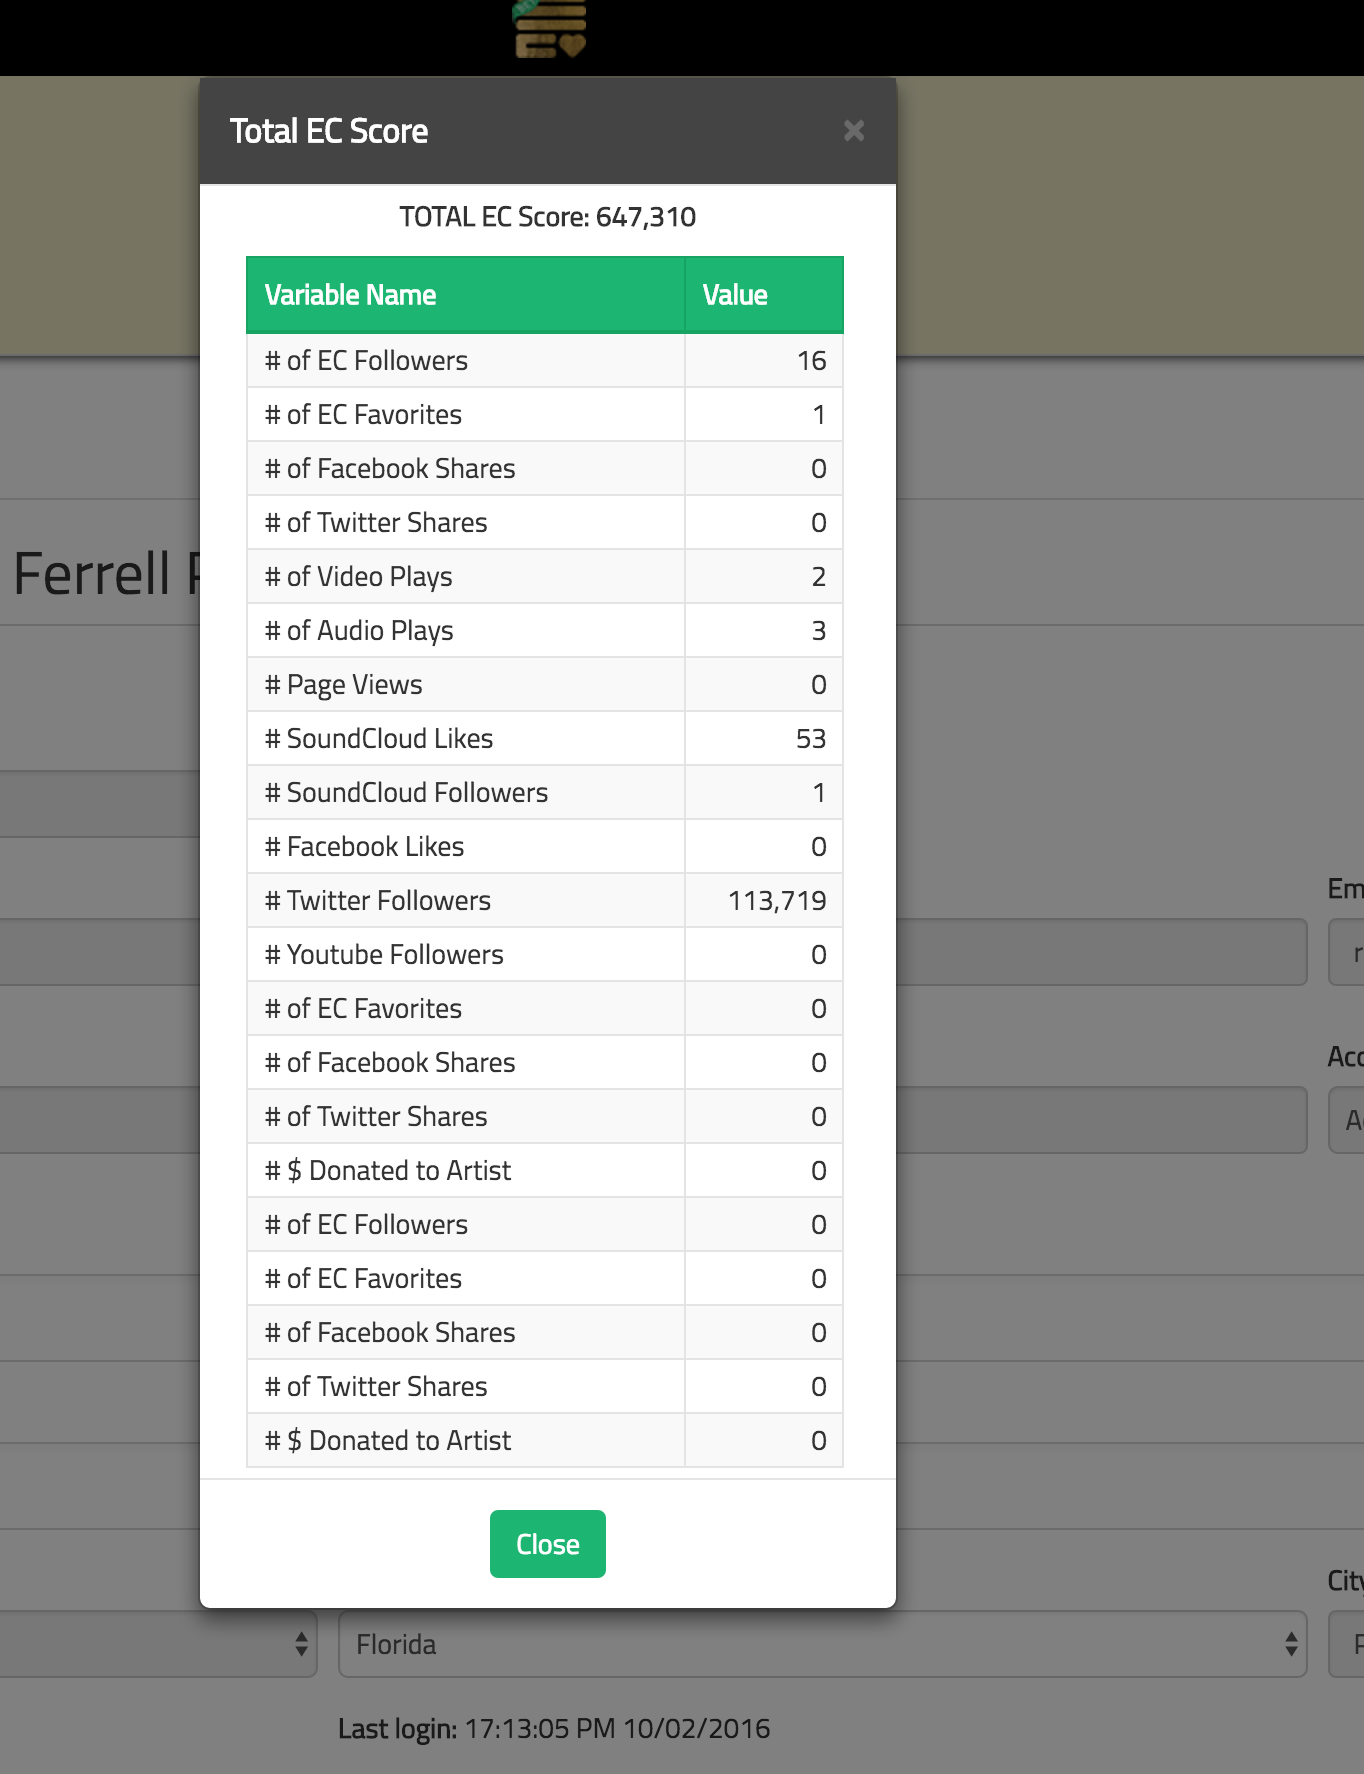 Total EC Score ×
TOTAL EC Score: 647,310
Variable Name Value
# of EC Followers 16
# of EC Favorites 1
# of Facebook Shares 0
# of Twitter Shares 0
# of Video Plays 2
# of Audio Plays 3
# Page Views 0
# SoundCloud Likes 53
# SoundCloud Followers 1
# Facebook Likes 0
# Twitter Followers 113,719
# Youtube Followers 0
# of EC Favorites 0
# of Facebook Shares 0
# of Twitter Shares 0
# $ Donated to Artist 0
# of EC Followers 0
# of EC Favorites 0
# of Facebook Shares 0
# of Twitter Shares 0
# $ Donated to Artist 0
Close
Ferrell
Florida
Last login: 17:13:05 PM 10/02/2016